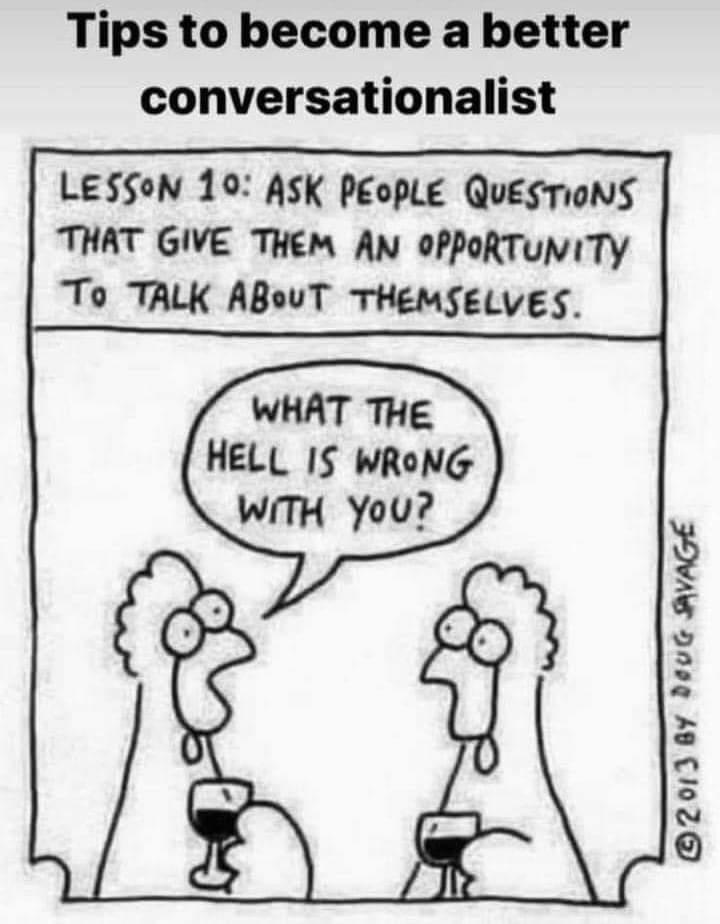 Tips to become a better
conversationalist
LESSON 10: ASK PEOPLE QUESTIONS
THAT GIVE THEM AN OPPORTUNITY
TO TALK ABOUT THEMSELVES.
WHAT THE
HELL IS WRONG
WITH YOU?
©2013 BY DOUG SAVAGE